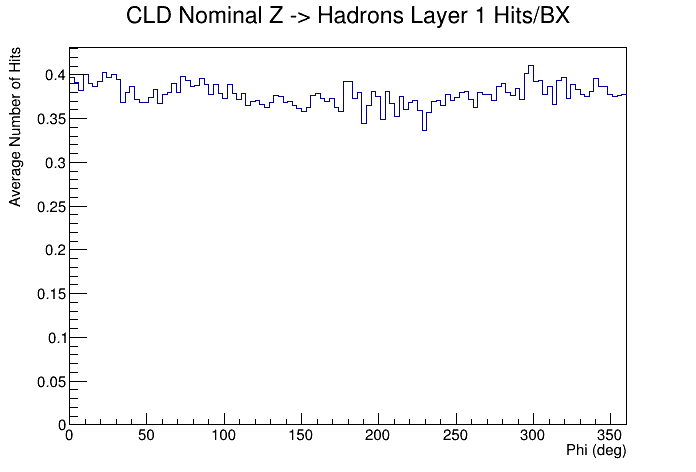 CLD Nominal Z -> Hadrons Layer 1 Hits/BX
Average Number of Hits
0.4
0.35
0.3
0.25
0.2
0.15
0.1
0.05
0
0 50 100 150 200 250 300 350
Phi (deg)